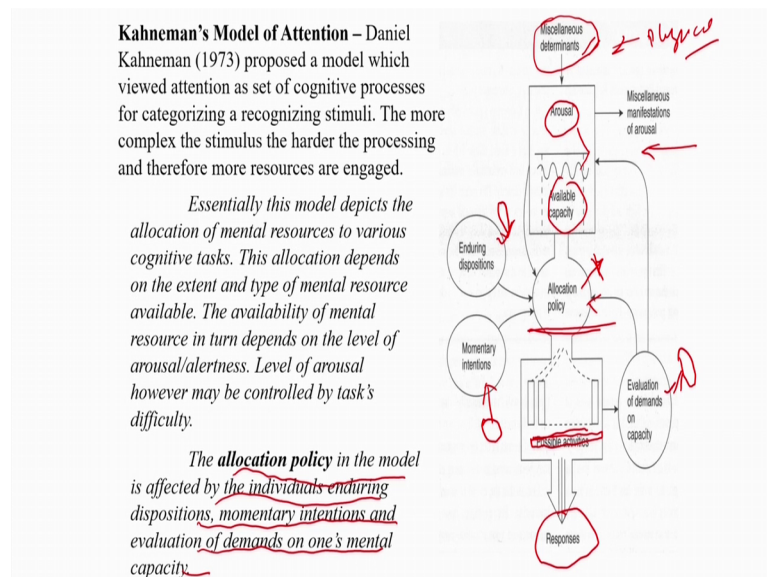 Kahneman's Model of Attention – Daniel
Kahneman (1973) proposed a model which
viewed attention as set of cognitive processes
for categorizing a recognizing stimuli. The more
complex the stimulus the harder the processing
and therefore more resources are engaged.
Essentially this model depicts the
allocation of mental resources to various
cognitive tasks. This allocation depends
on the extent and type of mental resource
available. The availability of mental
resource in turn depends on the level of
arousal/alertness. Level of arousal
however may be controlled by task's
difficulty.
The allocation policy in the model
is affected by the individuals enduring
dispositions, momentary intentions and
evaluation of demands on one's mental
capacity
Miscellaneous
determinants
Arousal
Miscellaneous
manifestations
of arousal
Available
capacity
Enduring
dispositions
Allocation
policy
Momentary
intentions
Evaluation
of demands
on
capacity
Possible activities
Responses